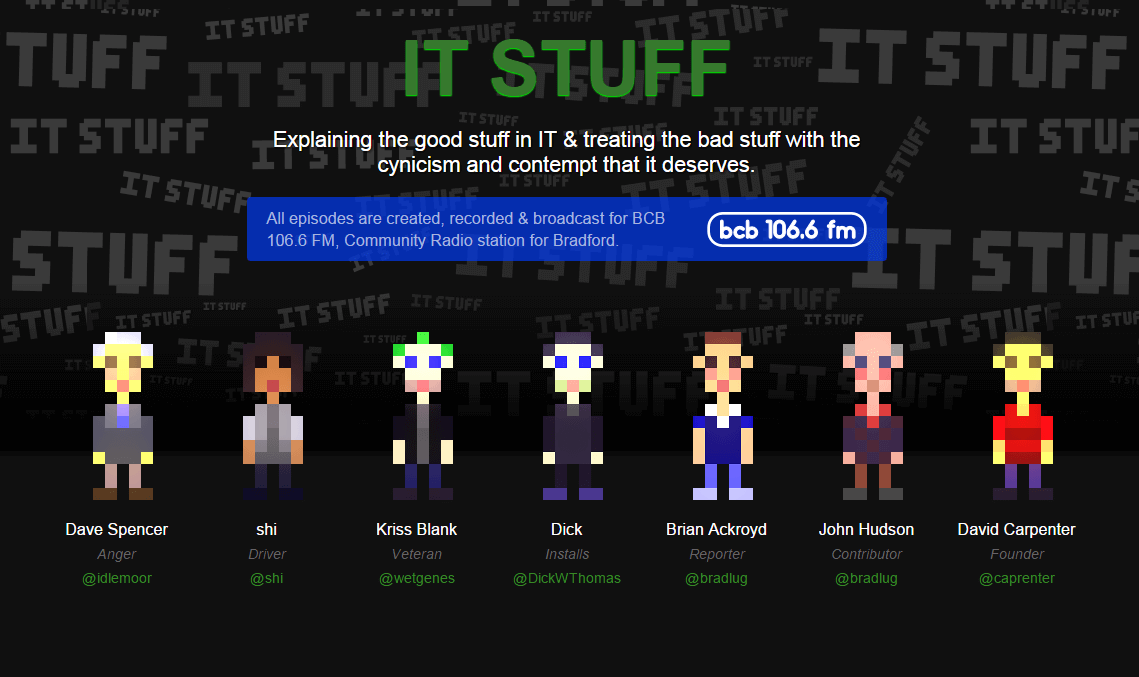 IT STUFF
Explaining the good stuff in IT & treating the bad stuff with the
cynicism and contempt that it deserves.
All episodes are created, recorded & broadcast for BCB
106.6 FM, Community Radio station for Bradford.
bcb 106.6 fm
Dave Spencer
Anger
@idlemoor
shi
Driver
@shi
Kriss Blank
Veteran
@wetgenes
Dick
Installs
@DickWThomas
Brian Ackroyd
Reporter
@bradlug
John Hudson
Contributor
@bradlug
David Carpenter
Founder
@caprenter